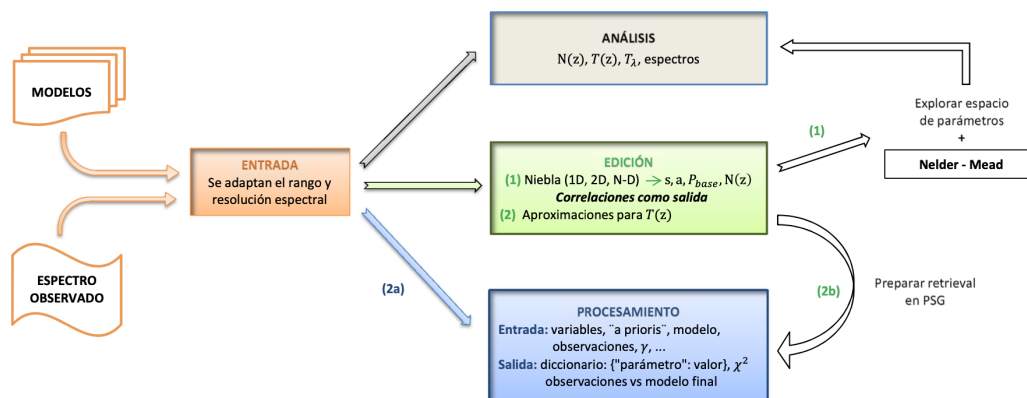 MODELOS
ESPECTRO
OBSERVADO
ENTRADA
Se adaptan el rango y
resolución espectral
ANÁLISIS
N(z), T(z), T_λ, espectros
EDICIÓN
(1) Niebla (1D, 2D, N-D) → s, a, P_base, N(z)
Correlaciones como salida
(2) Aproximaciones para T(z)
(2a)
PROCESAMIENTO
Entrada: variables, ¨a prioris¨, modelo,
observaciones, γ, ...
Salida: diccionario: {"parámetro": valor}, χ²
observaciones vs modelo final
(1)
Explorar espacio
de parámetros
+
Nelder - Mead
(2b)
Preparar retrieval
en PSG